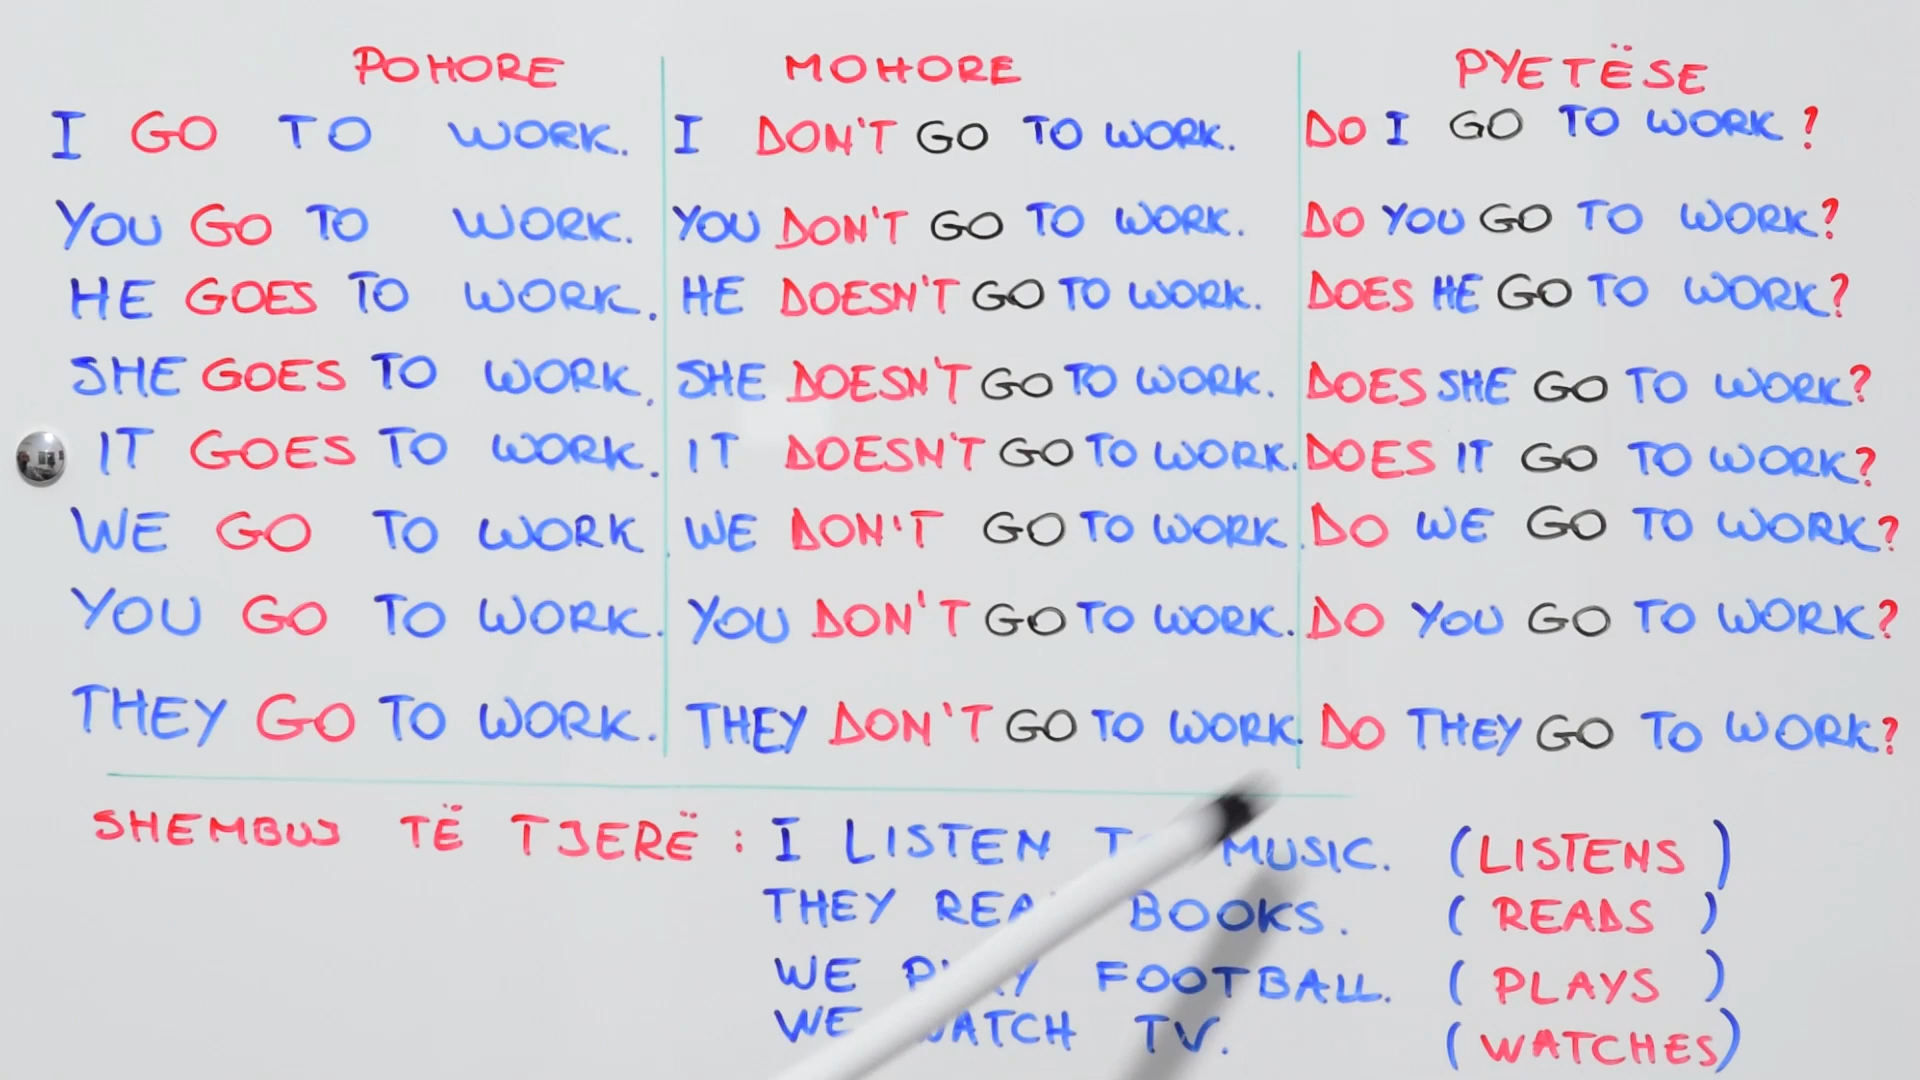 POHORE MOHORE PYETËSE
I GO TO WORK. I DON'T GO TO WORK. DO I GO TO WORK?
YOU GO TO WORK. YOU DON'T GO TO WORK. DO YOU GO TO WORK?
HE GOES TO WORK. HE DOESN'T GO TO WORK. DOES HE GO TO WORK?
SHE GOES TO WORK. SHE DOESN'T GO TO WORK. DOES SHE GO TO WORK?
IT GOES TO WORK. IT DOESN'T GO TO WORK. DOES IT GO TO WORK?
WE GO TO WORK. WE DON'T GO TO WORK. DO WE GO TO WORK?
YOU GO TO WORK. YOU DON'T GO TO WORK. DO YOU GO TO WORK?
THEY GO TO WORK. THEY DON'T GO TO WORK. DO THEY GO TO WORK?
SHEMBUJ TË TJERË: I LISTEN TO MUSIC. (LISTENS)
THEY READ BOOKS. (READS)
WE PLAY FOOTBALL. (PLAYS)
WE WATCH TV. (WATCHES)